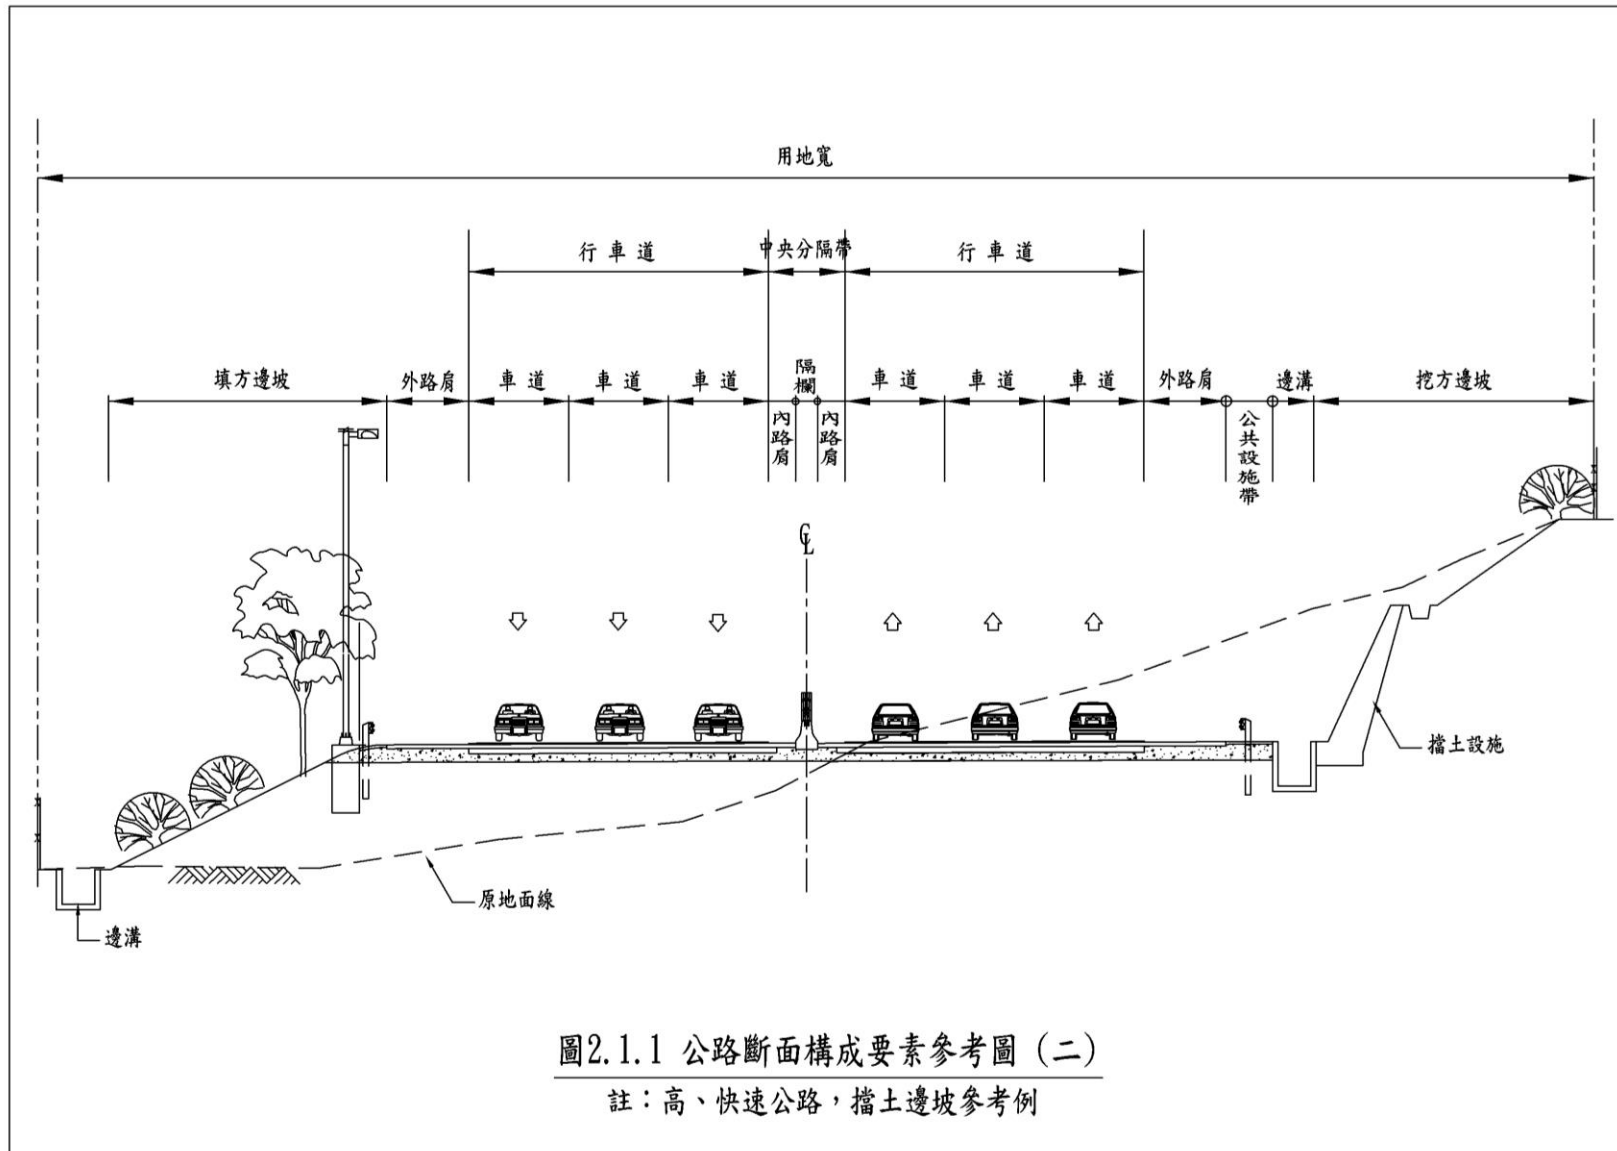 用地寬
行車道
中央分隔帶
行車道
填方邊坡
外路肩
車道
車道
車道
隔欄
車道
車道
車道
外路肩
邊溝
挖方邊坡
內路肩
內路肩
公共設施帶
℄
擋土設施
原地面線
邊溝
圖2.1.1 公路斷面構成要素參考圖（二）
註：高、快速公路，擋土邊坡參考例